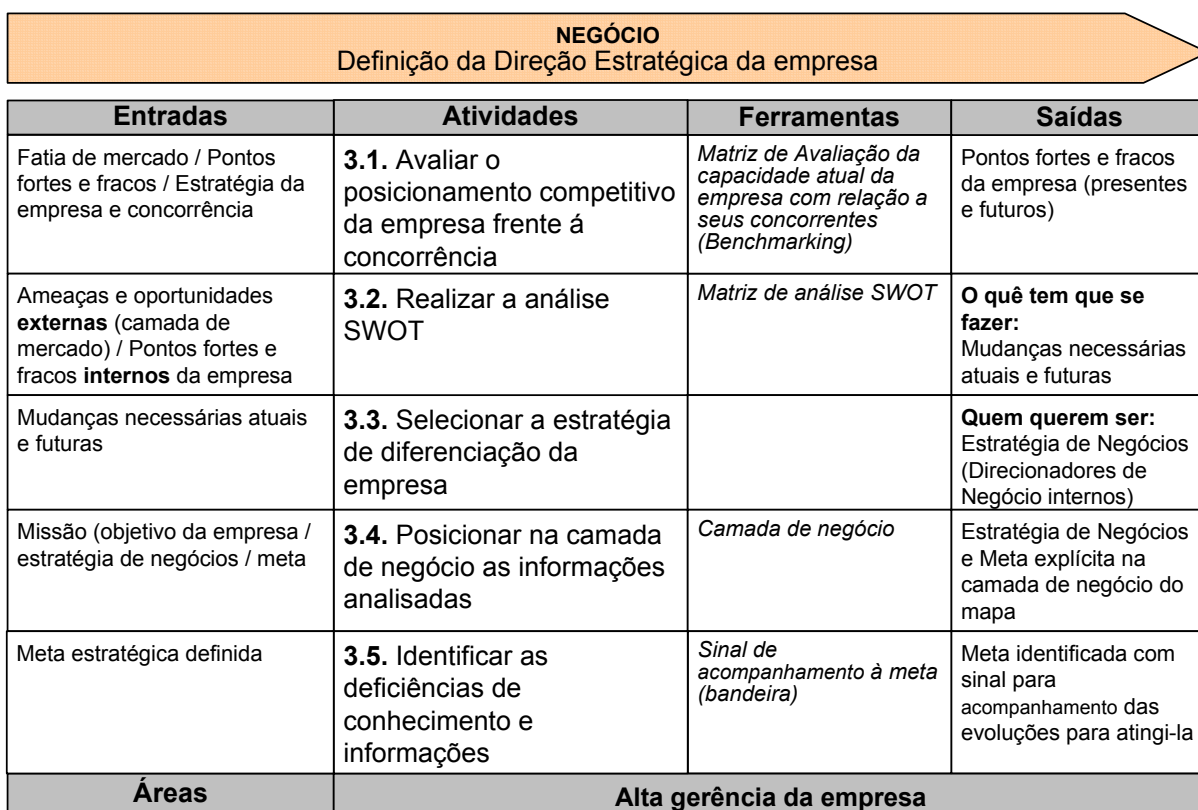 NEGÓCIO
Definição da Direção Estratégica da empresa
Entradas
Atividades
Ferramentas
Saídas
Fatia de mercado / Pontos
fortes e fracos / Estratégia da
empresa e concorrência
3.1. Avaliar o
posicionamento competitivo
da empresa frente á
concorrência
Matriz de Avaliação da
capacidade atual da
empresa com relação a
seus concorrentes
(Benchmarking)
Pontos fortes e fracos
da empresa (presentes
e futuros)
Ameaças e oportunidades
externas (camada de
mercado) / Pontos fortes e
fracos internos da empresa
3.2. Realizar a análise
SWOT
Matriz de análise SWOT
O quê tem que se
fazer:
Mudanças necessárias
atuais e futuras
Mudanças necessárias atuais
e futuras
3.3. Selecionar a estratégia
de diferenciação da
empresa
Quem querem ser:
Estratégia de Negócios
(Direcionadores de
Negócio internos)
Missão (objetivo da empresa /
estratégia de negócios / meta
3.4. Posicionar na camada
de negócio as informações
analisadas
Camada de negócio
Estratégia de Negócios
e Meta explícita na
camada de negócio do
mapa
Meta estratégica definida
3.5. Identificar as
deficiências de
conhecimento e
informações
Sinal de
acompanhamento à meta
(bandeira)
Meta identificada com
sinal para
acompanhamento das
evoluções para atingi-la
Áreas
Alta gerência da empresa